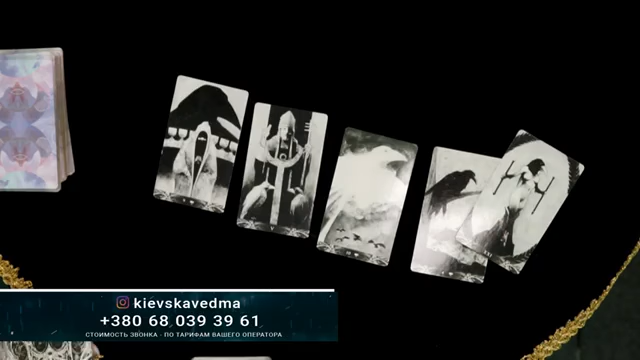 kievskavedma
+380 68 039 39 61
СТОИМОСТЬ ЗВОНКА - ПО ТАРИФАМ ВАШЕГО ОПЕРАТОРА